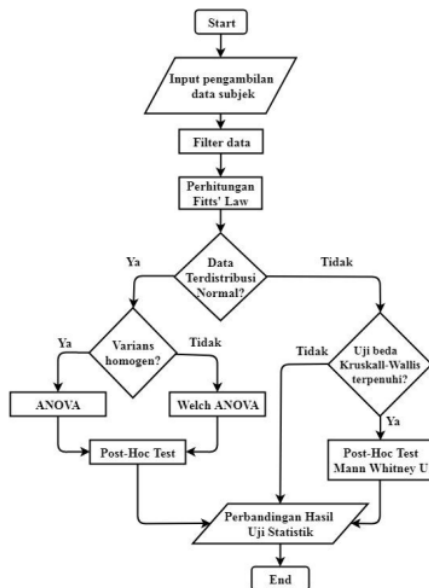 Start
Input pengambilan
data subjek
Filter data
Perhitungan
Fitts' Law
Ya
Data
Terdistribusi
Normal?
Tidak
Ya
Varians
homogen?
Tidak
Tidak
Uji beda
Kruskall-Wallis
terpenuhi?
ANOVA
Welch ANOVA
Ya
Post-Hoc Test
Post-Hoc Test
Mann Whitney U
Perbandingan Hasil
Uji Statistik
End